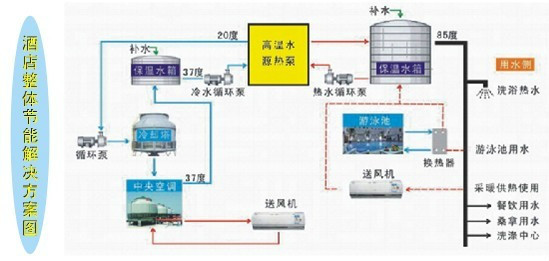 酒店整体节能解决方案图
20度
补水
保温水箱
37度
冷水循环泵
高温水
源热泵
热水循环泵
补水
保温水箱
85度
用水侧
洗浴热水
循环泵
冷却塔
37度
中央空调
送风机
游泳池
换热器
送风机
游泳池用水
采暖供热使用
餐饮用水
桑拿用水
洗涤中心